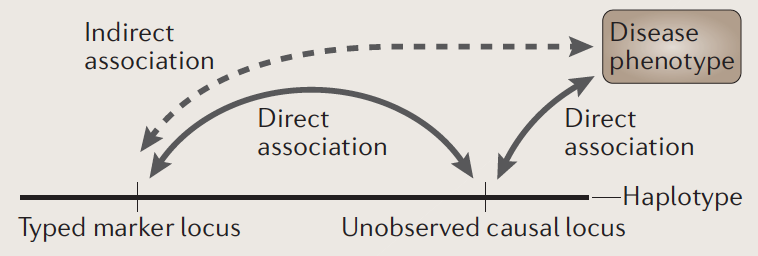 Indirect
association
Disease
phenotype
Direct
association
Direct
association
Haplotype
Typed marker locus
Unobserved causal locus